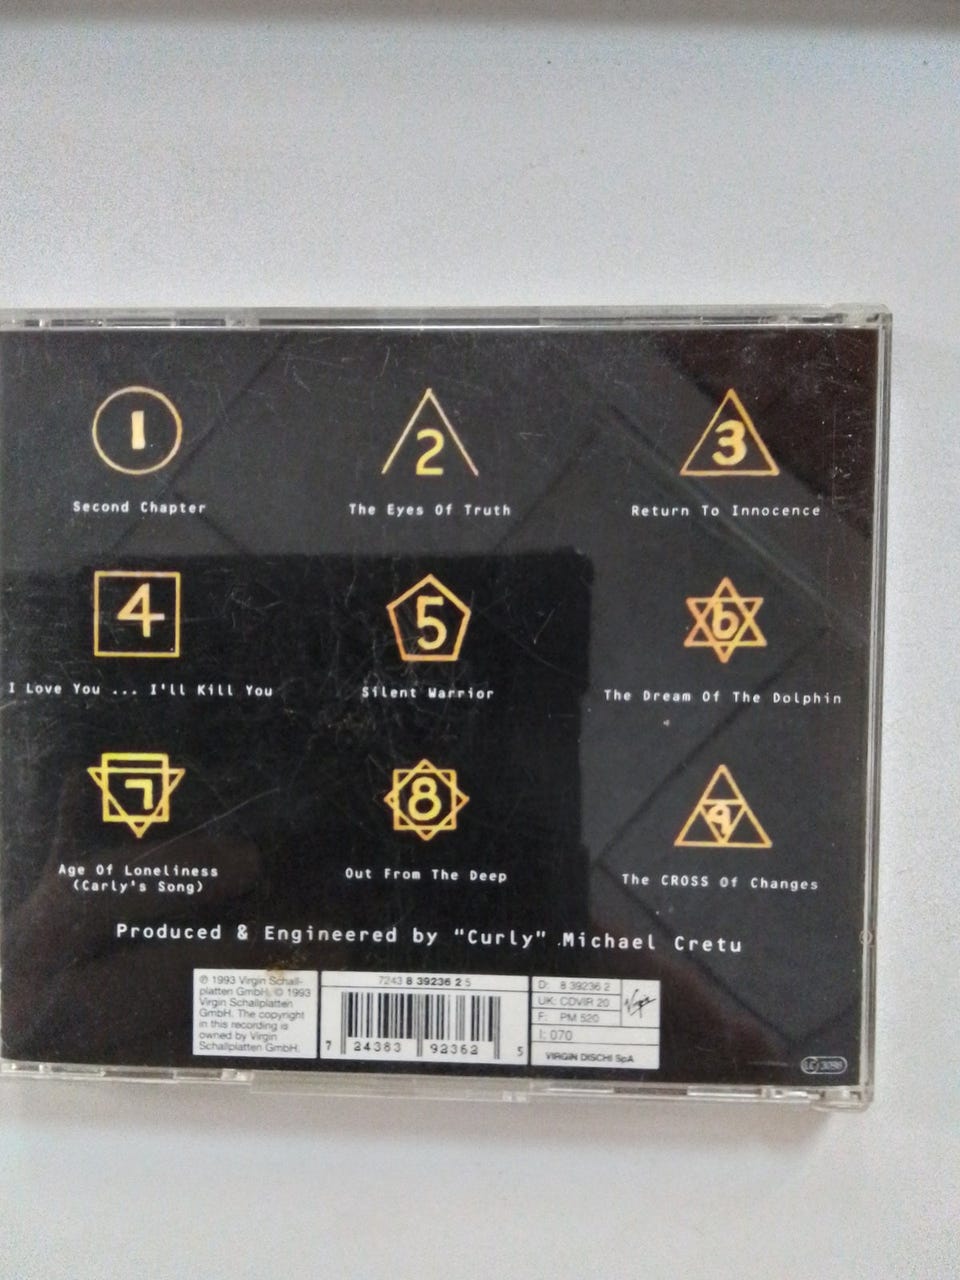 1
2
3
Second Chapter
The Eyes Of Truth
Return To Innocence
4
5
6
I Love You ... I'll Kill You
Silent Warrior
The Dream Of The Dolphin
7
8
9
Age Of Loneliness
(Carly's Song)
Out From The Deep
The CROSS Of Changes
Produced & Engineered by "Curly" Michael Cretu
℗ 1993 Virgin Schall-
platten GmbH. © 1993
Virgin Schallplatten
GmbH. The copyright
in this recording is
owned by Virgin
Schallplatten GmbH.
7243 8 39236 2 5
7 24383 92362 5
D: 8 39236 2
UK: CDVIR 20
F: PM 520
I: 070
Virgin
VIRGIN DISCHI SpA
LC 3098